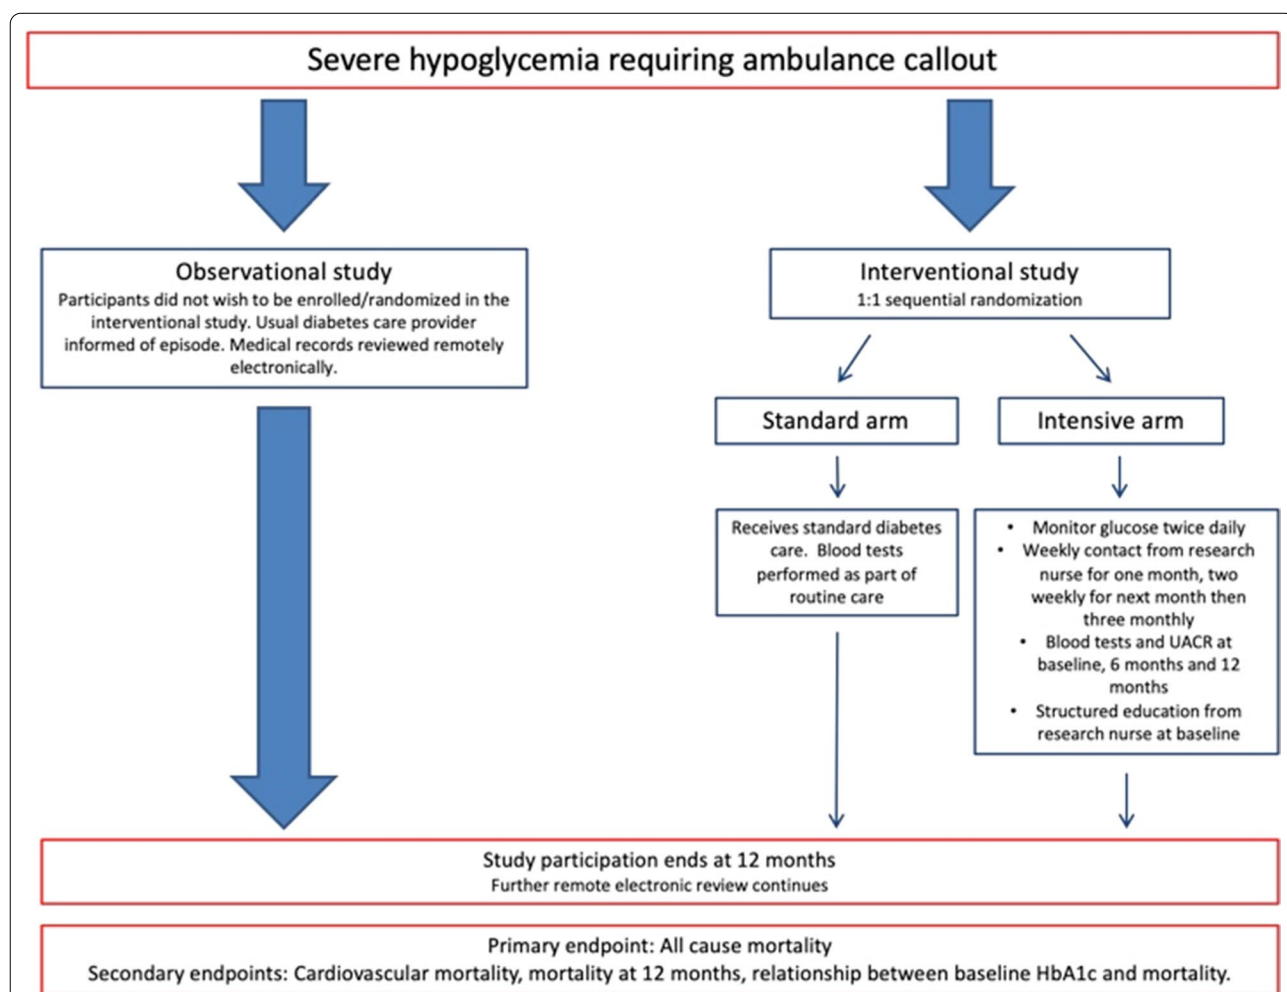 Severe hypoglycemia requiring ambulance callout
Observational study
Participants did not wish to be enrolled/randomized in the
interventional study. Usual diabetes care provider
informed of episode. Medical records reviewed remotely
electronically.
Interventional study
1:1 sequential randomization
Standard arm
Receives standard diabetes
care.  Blood tests
performed as part of
routine care
Intensive arm
• Monitor glucose twice daily
• Weekly contact from research
nurse for one month, two
weekly for next month then
three monthly
• Blood tests and UACR at
baseline, 6 months and 12
months
• Structured education from
research nurse at baseline
Study participation ends at 12 months
Further remote electronic review continues
Primary endpoint: All cause mortality
Secondary endpoints: Cardiovascular mortality, mortality at 12 months, relationship between baseline HbA1c and mortality.